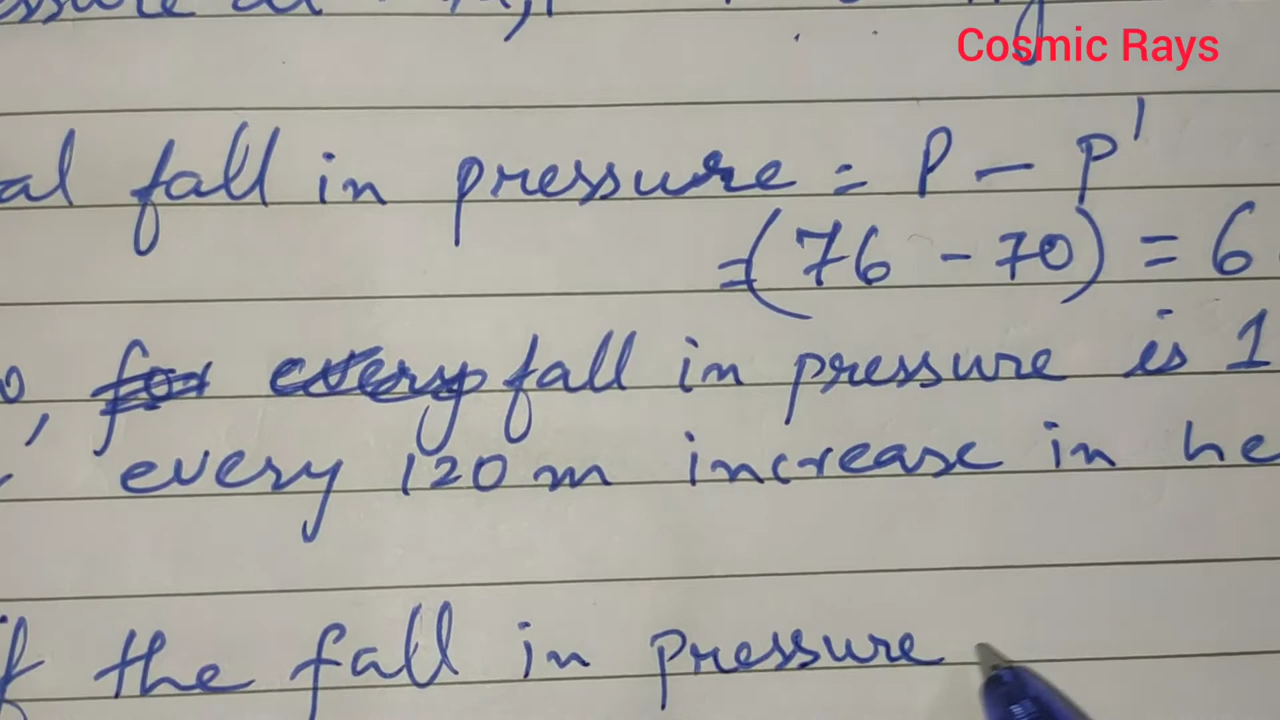 Cosmic Rays
al fall in pressure = P - P'
= (76 - 70) = 6
, for every fall in pressure is 1
every 120 m increase in he
if the fall in pressure